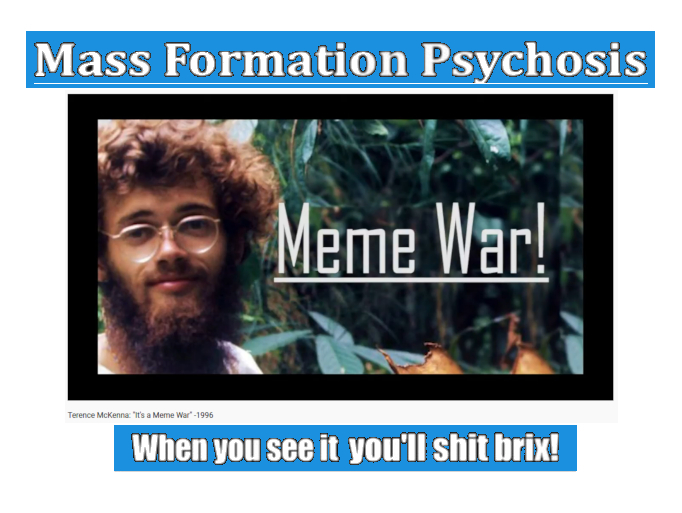 Mass Formation Psychosis
Meme War!
Terence McKenna: "It's a Meme War" -1996
When you see it you'll shit brix!